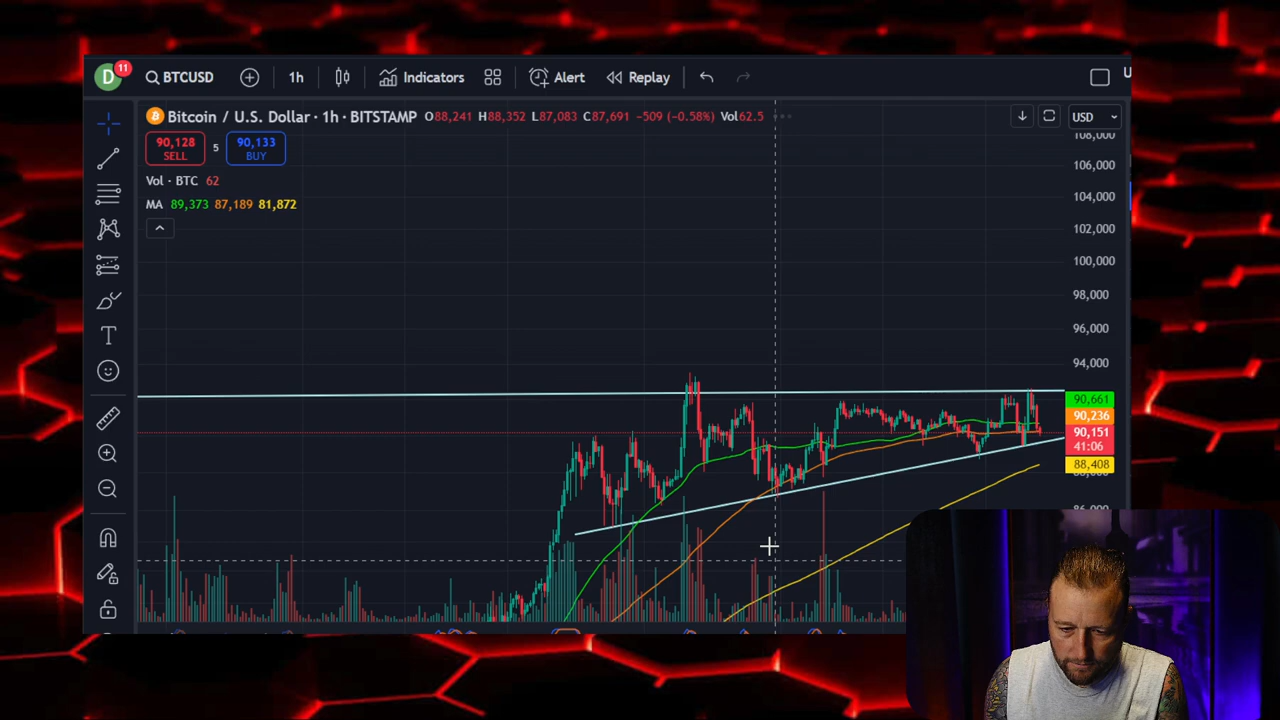 D 11 BTCUSD 1h Indicators Alert Replay
Bitcoin / U.S. Dollar · 1h · BITSTAMP O88,241 H88,352 L87,083 C87,691 −509 (−0.58%) Vol62.5 USD
90,128 SELL 5 90,133 BUY
Vol · BTC 62
MA 89,373 87,189 81,872
108,000
106,000
104,000
102,000
100,000
98,000
96,000
94,000
90,661
90,236
90,151
41:06
88,408
T